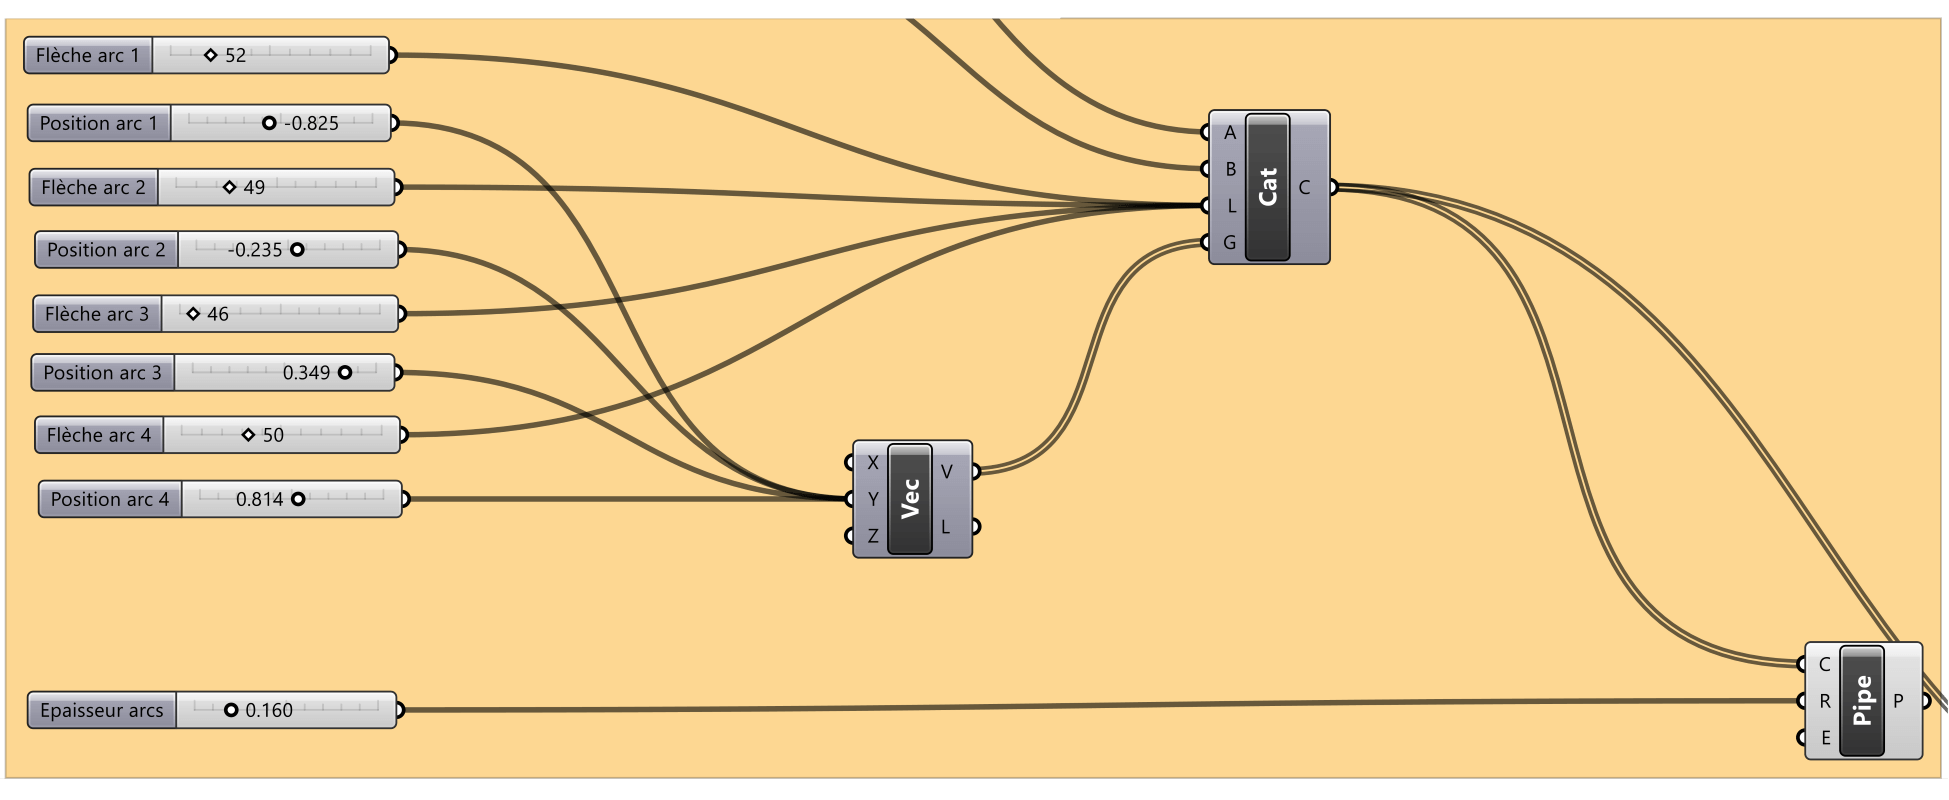 Flèche arc 1 52
Position arc 1 -0.825
Flèche arc 2 49
Position arc 2 -0.235
Flèche arc 3 46
Position arc 3 0.349
Flèche arc 4 50
Position arc 4 0.814
Epaisseur arcs 0.160
X
Y
Z
Vec
V
L
A
B
L
G
Cat
C
C
R
E
Pipe
P